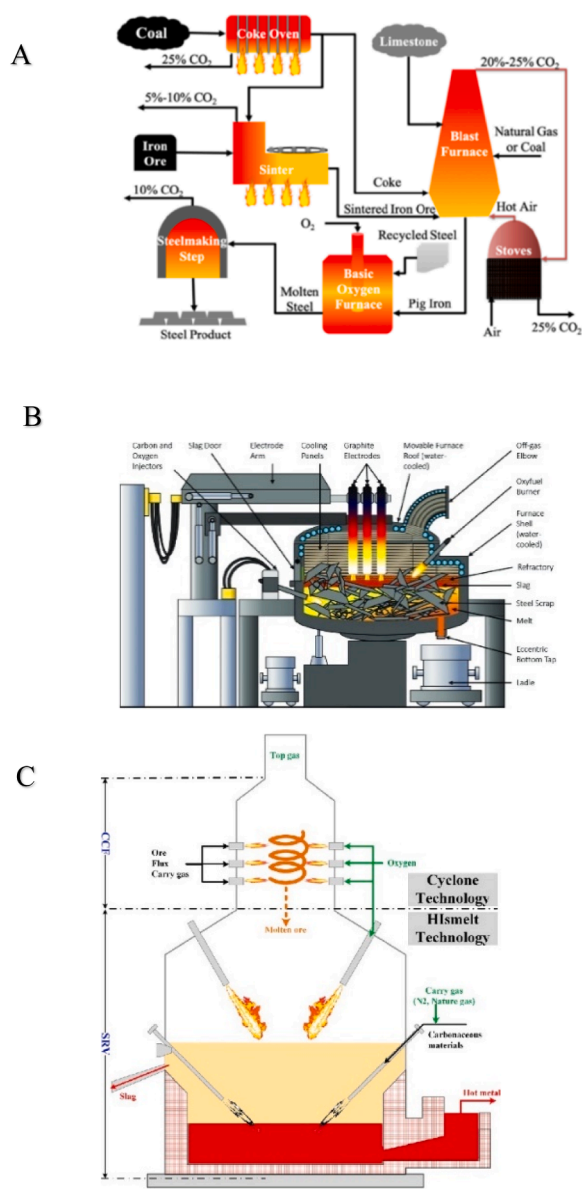 A
Coal
Coke Oven
Limestone
20%-25% CO₂
25% CO₂
5%-10% CO₂
Iron
Ore
Sinter
Blast
Furnace
Natural Gas
or Coal
Coke
Sintered Iron Ore
Hot Air
10% CO₂
O₂
Recycled Steel
Stoves
Steelmaking
Step
Basic
Oxygen
Furnace
Molten
Steel
Pig Iron
Steel Product
Air
25% CO₂
B
Carbon and
Oxygen
Injectors
Slag Door
Electrode
Arm
Cooling
Panels
Graphite
Electrodes
Movable Furnace
Roof (water-
cooled)
Off-gas
Elbow
Oxyfuel
Burner
Furnace
Shell (water-
cooled)
Refractory
Slag
Steel Scrap
Melt
Eccentric
Bottom Tap
Ladle
C
Top gas
CCF
Ore
Flux
Carry gas
Oxygen
Cyclone
Technology
Molten ore
HIsmelt
Technology
Carry gas
(N2, Nature gas)
Carbonaceous
materials
SRV
Slag
Hot metal